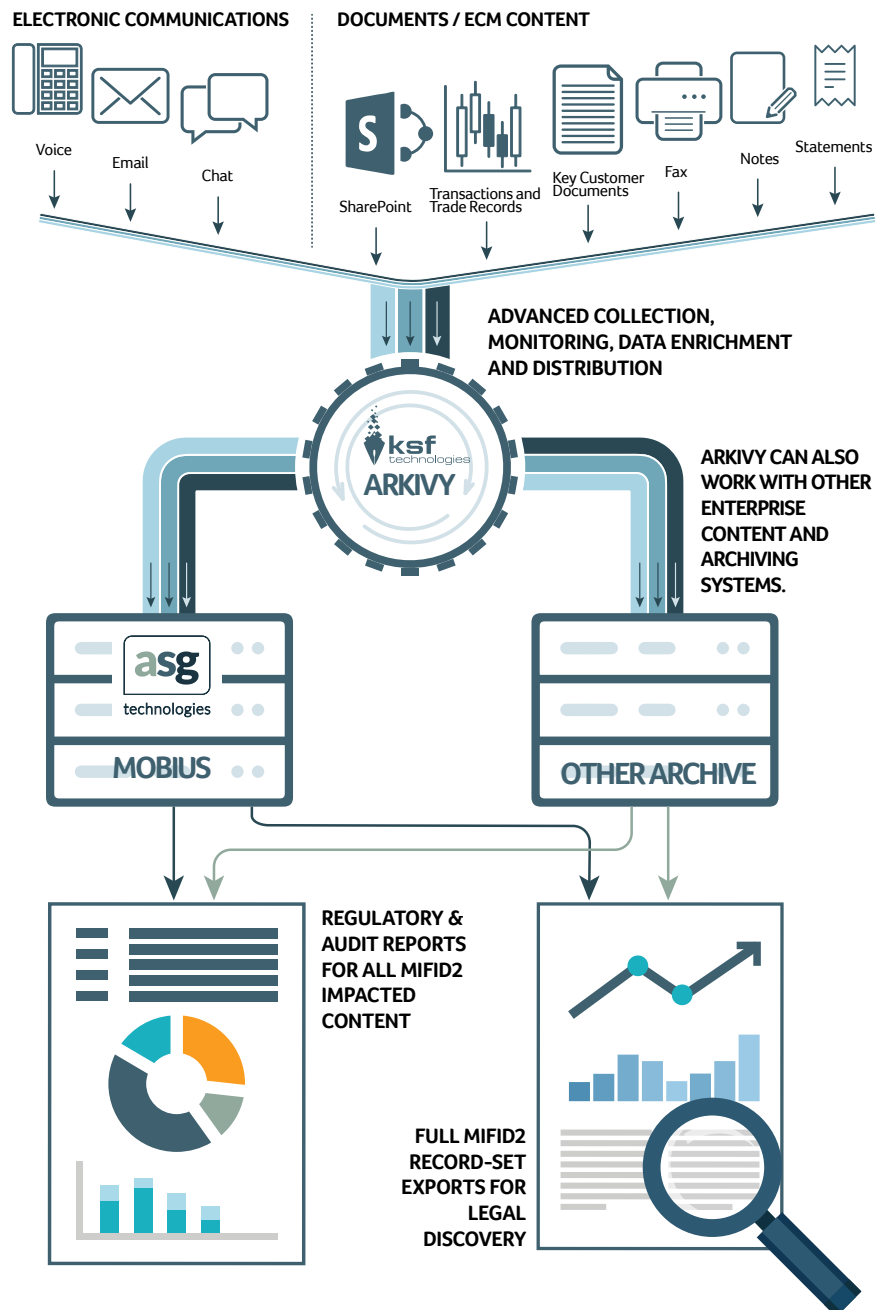 ELECTRONIC COMMUNICATIONS
DOCUMENTS / ECM CONTENT
Voice
Email
Chat
S
SharePoint
Transactions and
Trade Records
Key Customer
Documents
Fax
Notes
Statements
ADVANCED COLLECTION,
MONITORING, DATA ENRICHMENT
AND DISTRIBUTION
ksf
technologies
ARKIVY
ARKIVY CAN ALSO
WORK WITH OTHER
ENTERPRISE
CONTENT AND
ARCHIVING
SYSTEMS.
asg
technologies
MOBIUS
OTHER ARCHIVE
REGULATORY &
AUDIT REPORTS
FOR ALL MIFID2
IMPACTED
CONTENT
FULL MIFID2
RECORD-SET
EXPORTS FOR
LEGAL
DISCOVERY